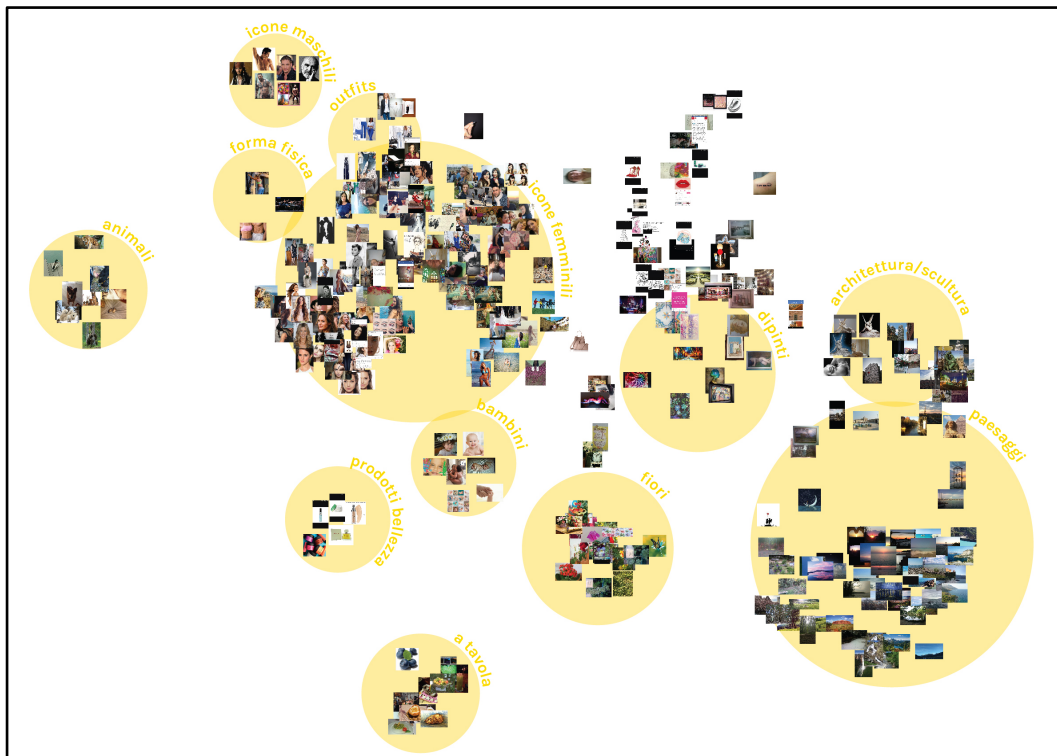 icone maschili
outfits
forma fisica
icone femminili
animali
architettura/scultura
dipinti
bambini
paesaggi
prodotti bellezza
fiori
a tavola